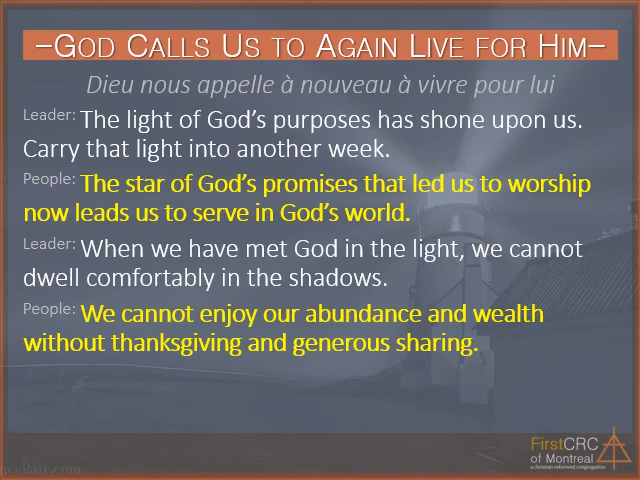 –GOD CALLS US TO AGAIN LIVE FOR HIM–
Dieu nous appelle à nouveau à vivre pour lui
Leader: The light of God's purposes has shone upon us.
Carry that light into another week.
People: The star of God's promises that led us to worship
now leads us to serve in God's world.
Leader: When we have met God in the light, we cannot
dwell comfortably in the shadows.
People: We cannot enjoy our abundance and wealth
without thanksgiving and generous sharing.
FirstCRC
of Montreal
a christian reformed congregation